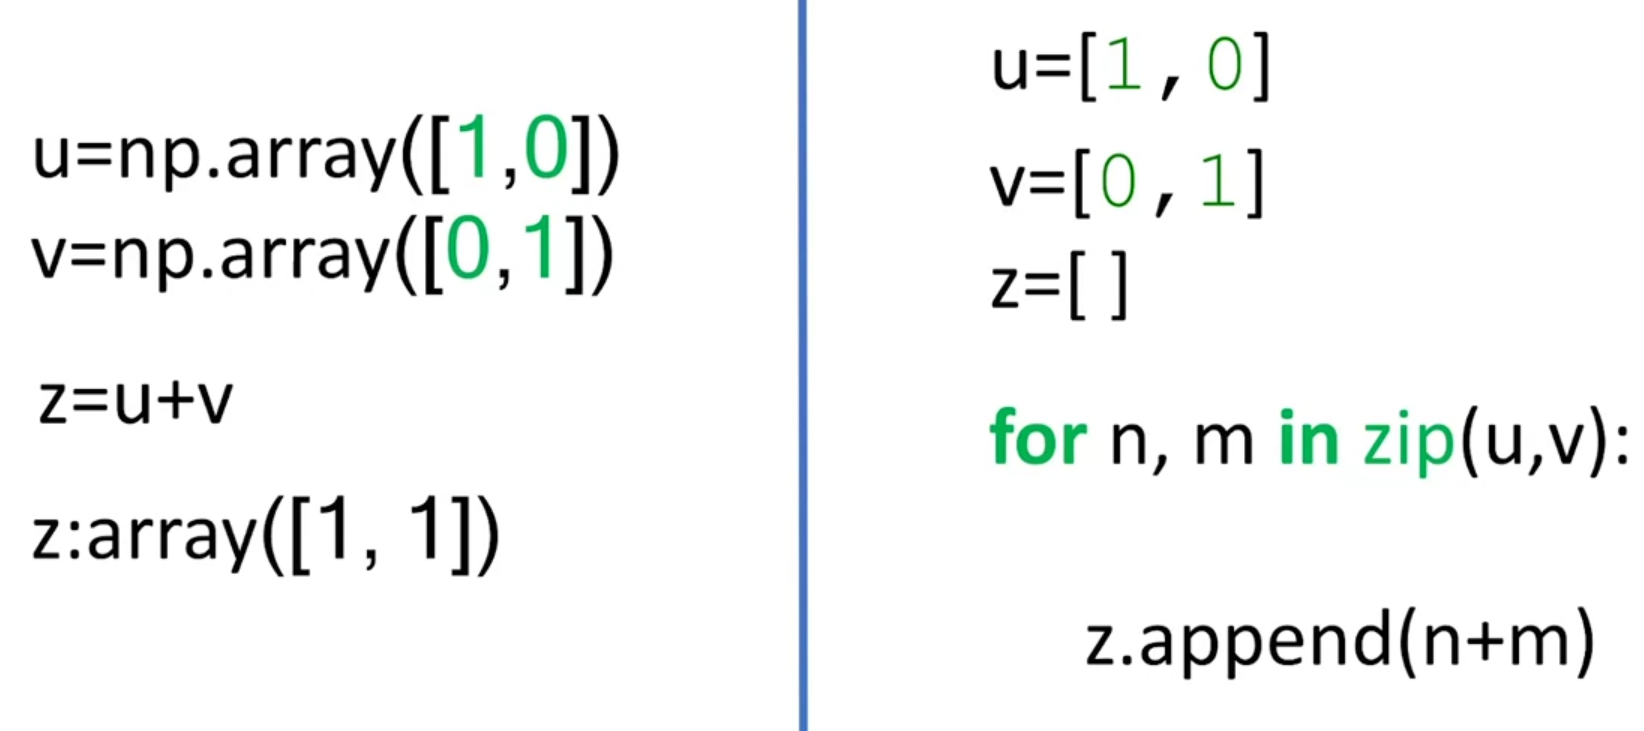 u=np.array([1,0])
v=np.array([0,1])
z=u+v
z:array([1, 1])
u=[1,0]
v=[0,1]
z=[ ]
for n, m in zip(u,v):
z.append(n+m)